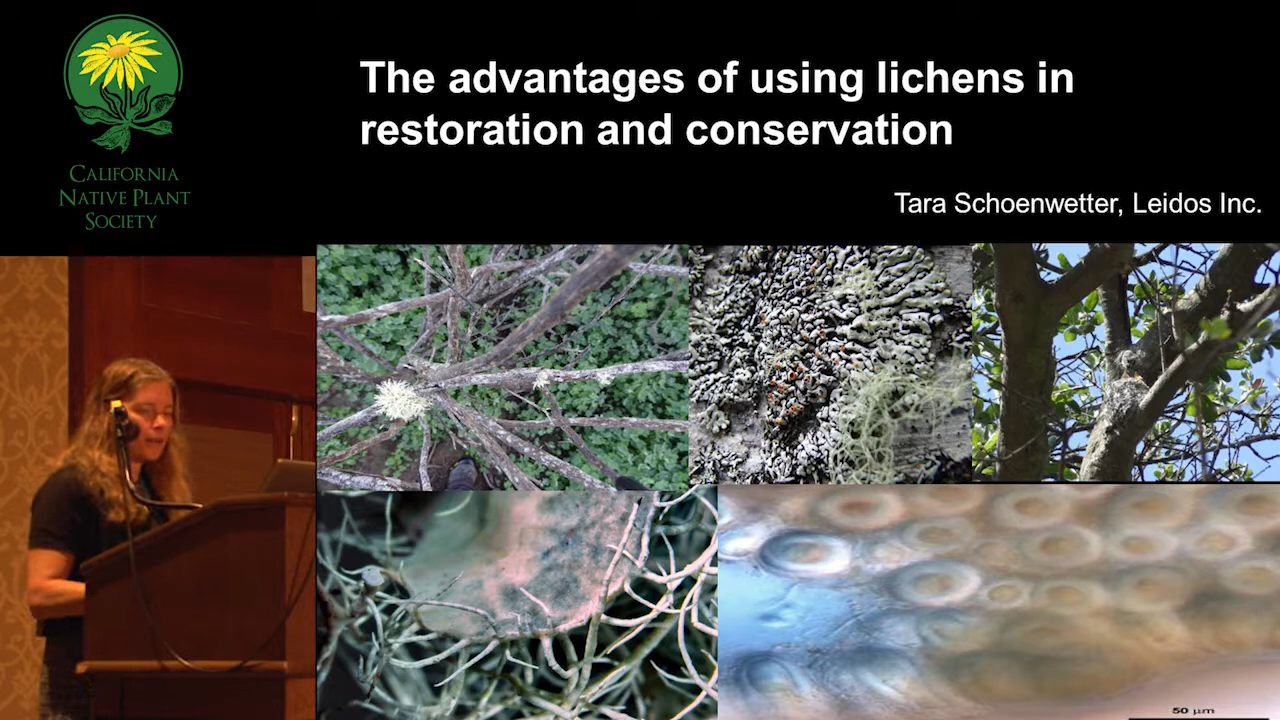 The advantages of using lichens in
restoration and conservation
Tara Schoenwetter, Leidos Inc.
CALIFORNIA
NATIVE PLANT
SOCIETY
50 µm